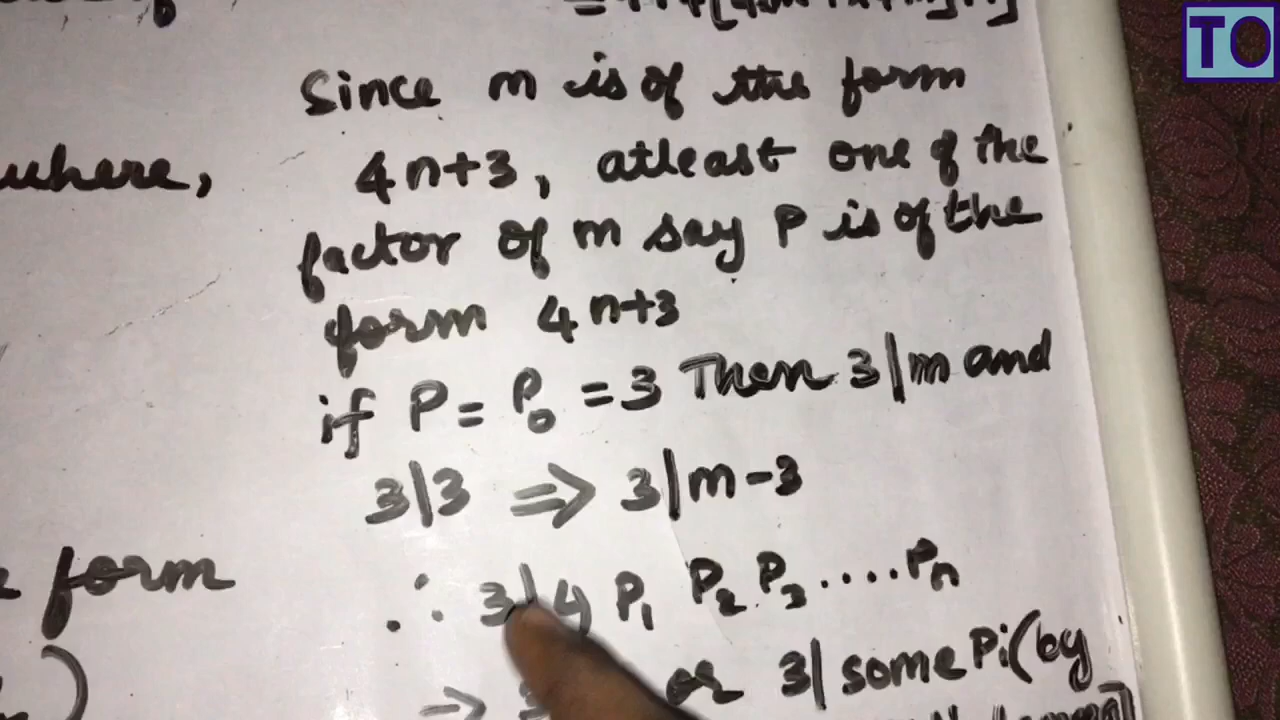 TO
Since m is of the form
where, 4n+3, atleast one of the
factor of m say P is of the
form 4n+3
if P = P₀ = 3 Then 3|m and
3|3 ⇒ 3|m-3
form ∴ 3|4 P₁ P₂ P₃ ..... Pₙ
⇒ 3 or 3| some Pi (by